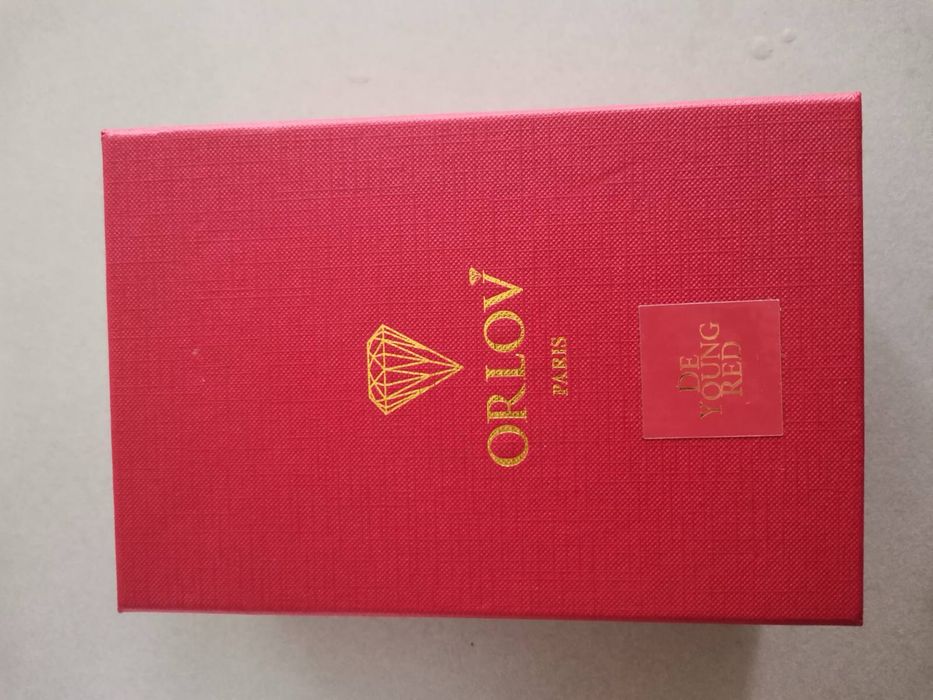 ORLOV
PARIS
DE
YOUNG
RED